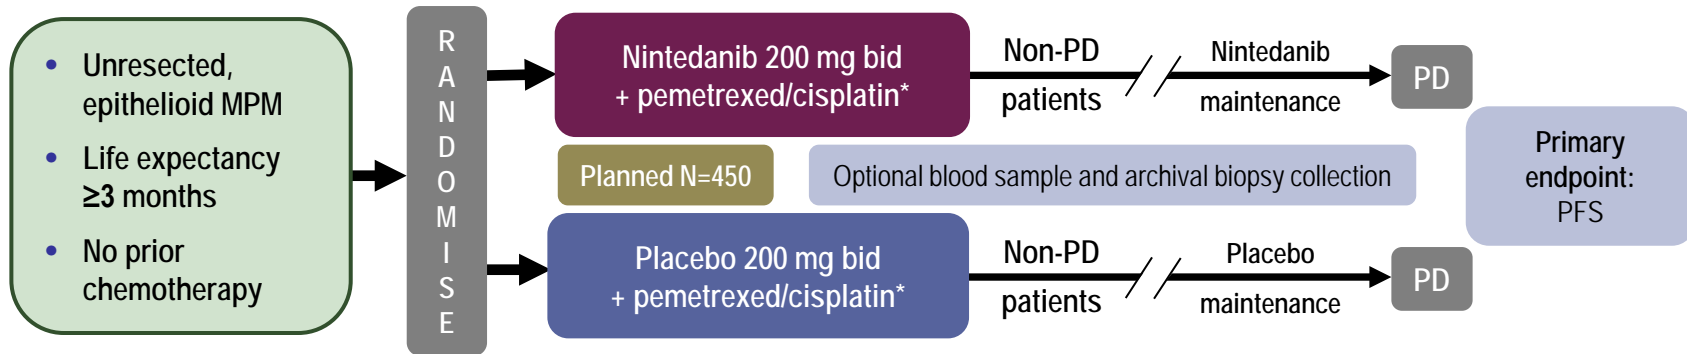 • Unresected,
epithelioid MPM
• Life expectancy
≥3 months
• No prior
chemotherapy
R
A
N
D
O
M
I
S
E
Nintedanib 200 mg bid
+ pemetrexed/cisplatin*
Non-PD
patients
Nintedanib
maintenance
PD
Planned N=450
Optional blood sample and archival biopsy collection
Primary
endpoint:
PFS
Placebo 200 mg bid
+ pemetrexed/cisplatin*
Non-PD
patients
Placebo
maintenance
PD